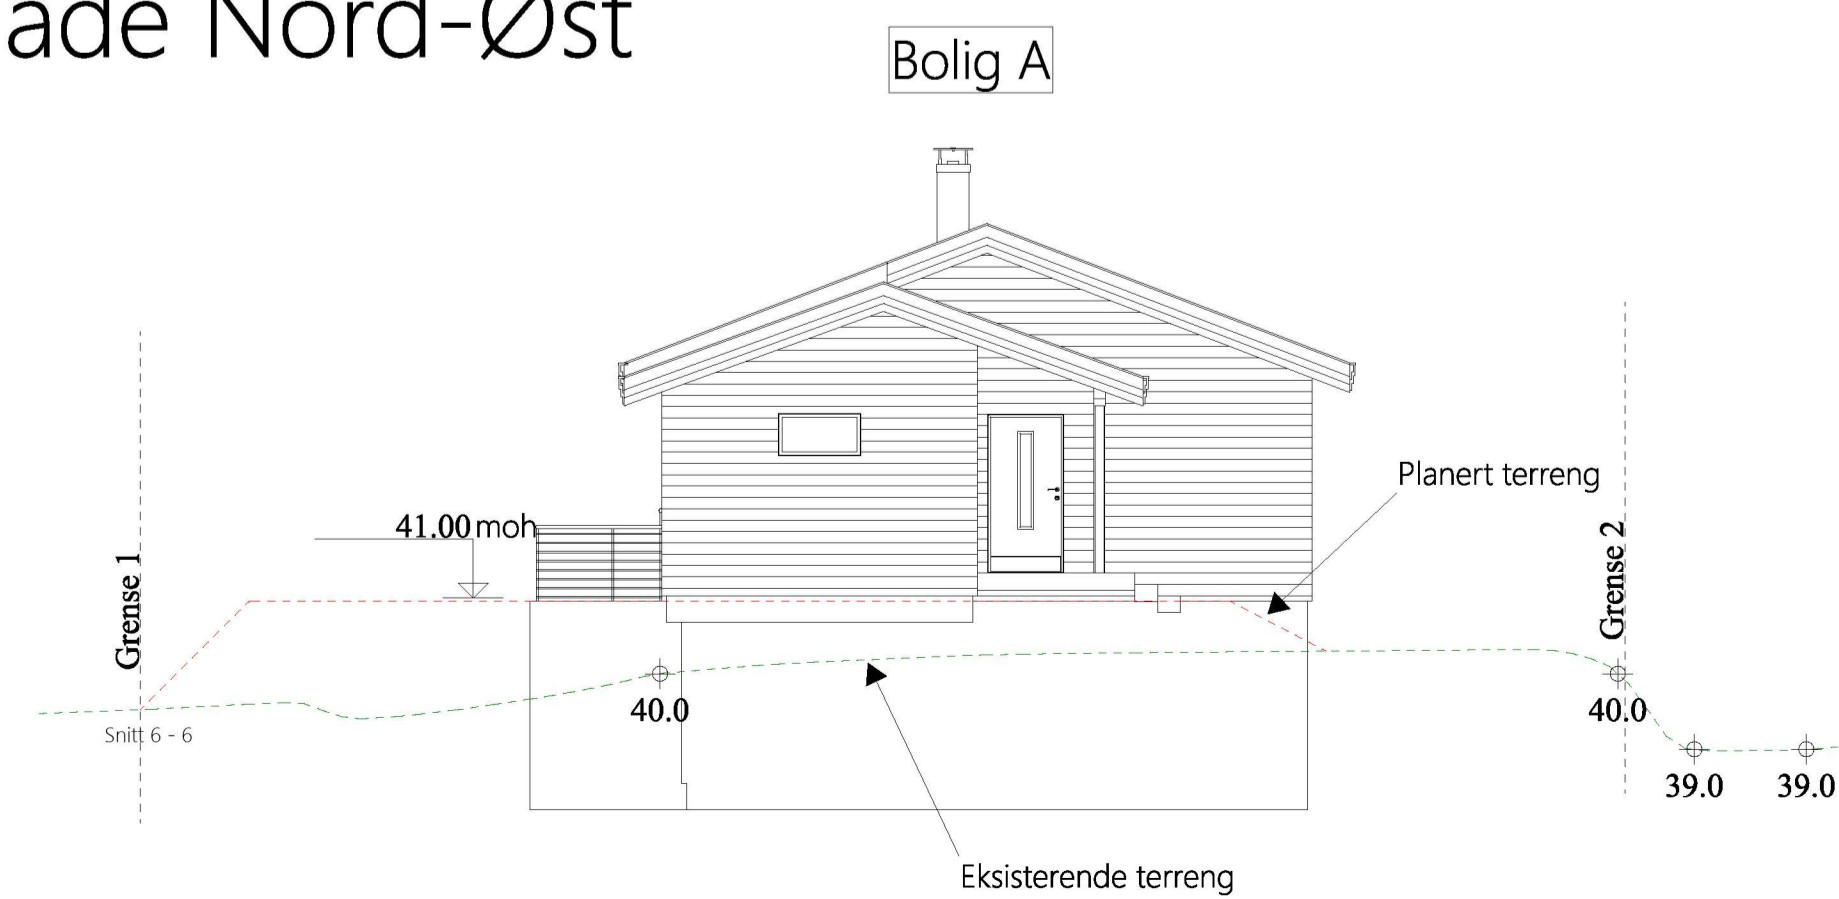 ade Nord-Øst
Bolig A
Planert terreng
41.00 moh
Grense 1
Grense 2
40.0
40.0
Snitt 6 - 6
39.0
39.0
Eksisterende terreng